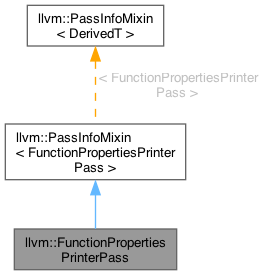 llvm::PassInfoMixin
< DerivedT >
< FunctionPropertiesPrinter
Pass >
llvm::PassInfoMixin
< FunctionPropertiesPrinter
Pass >
llvm::FunctionProperties
PrinterPass